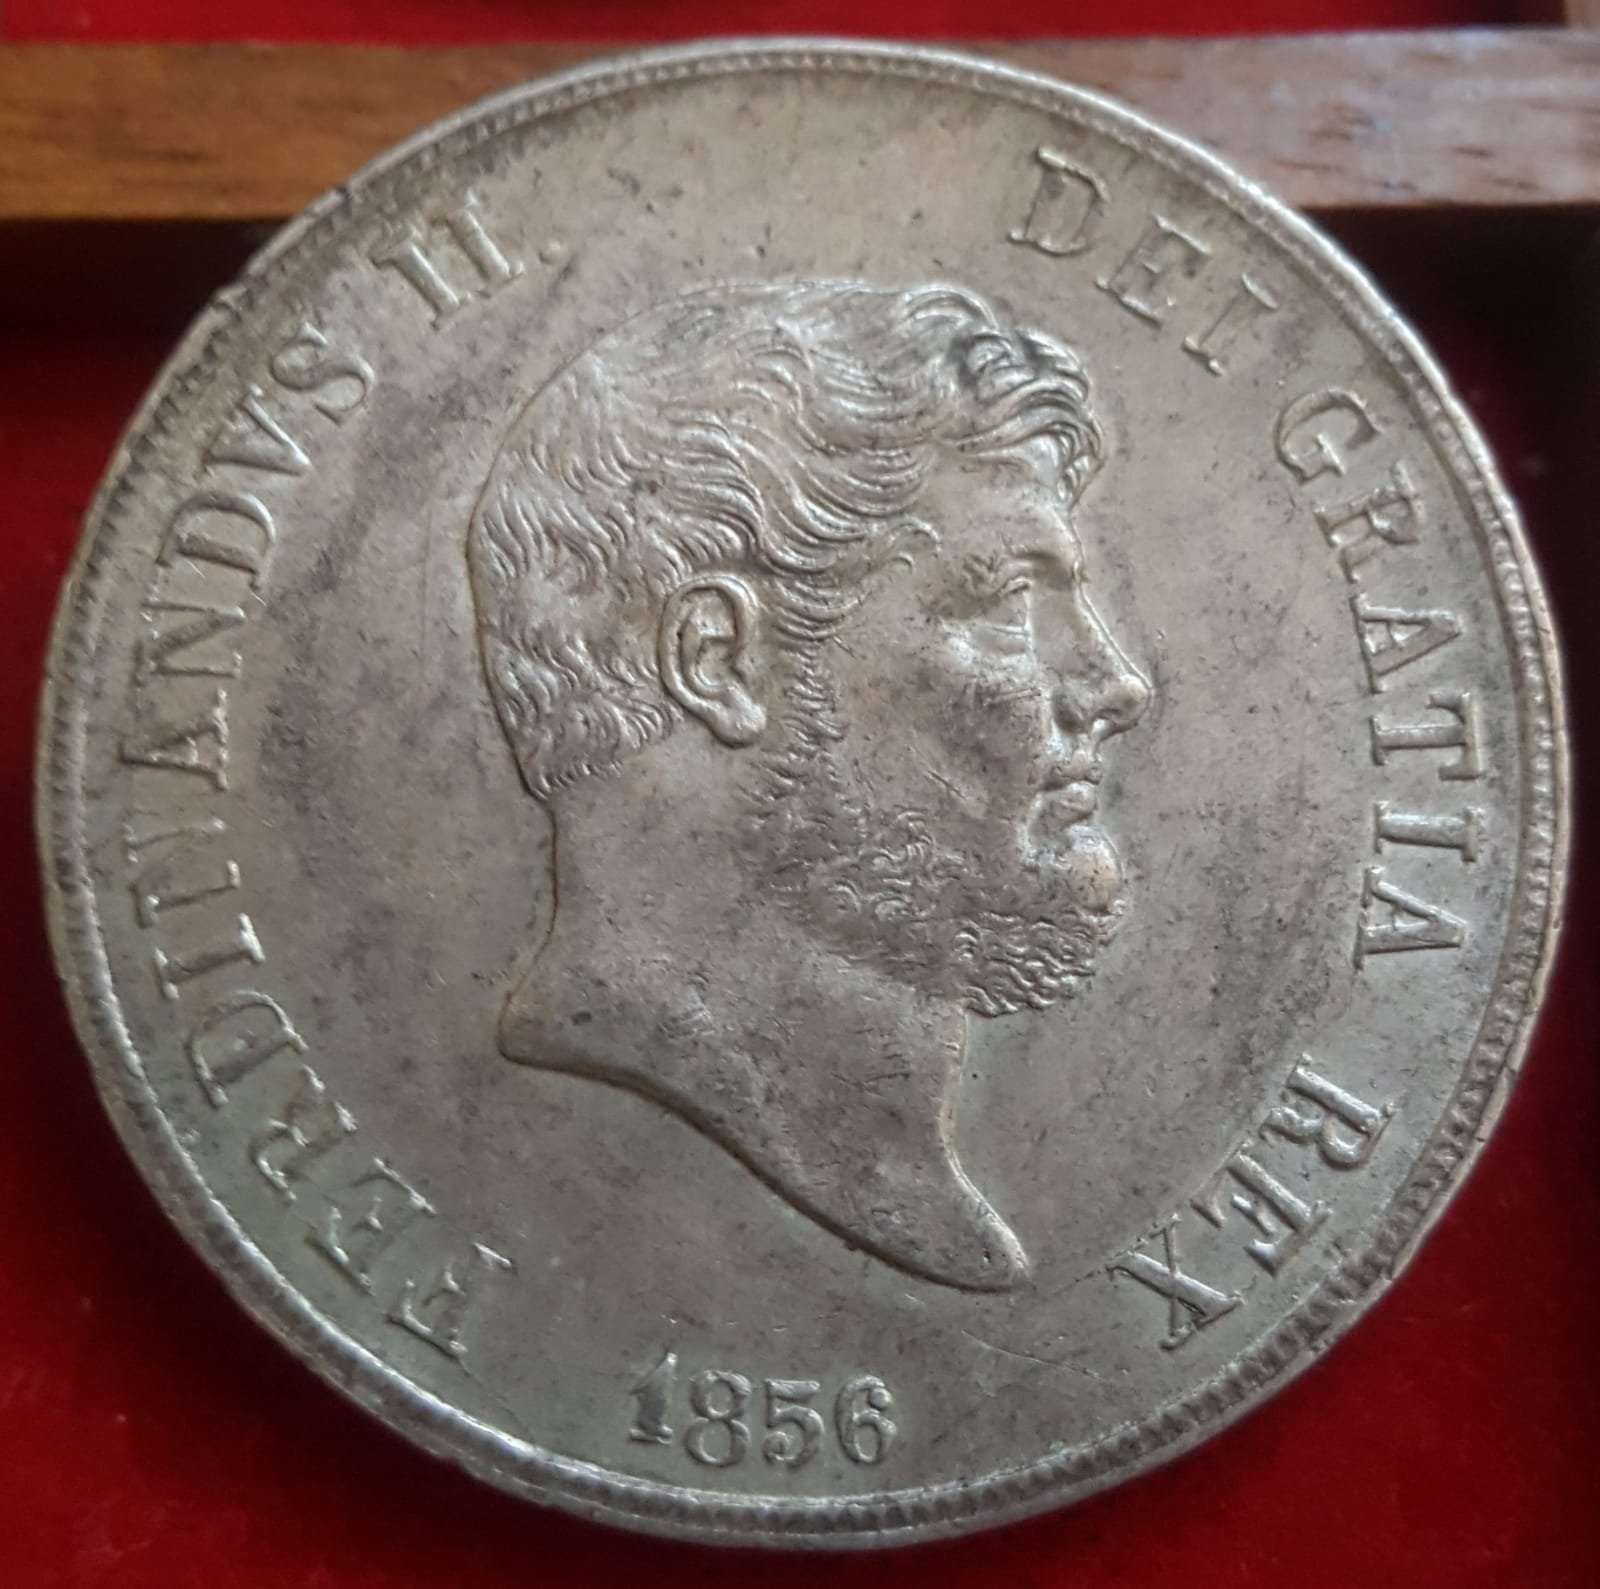 FERDINANDVS II. DEI GRATIA REX
1856